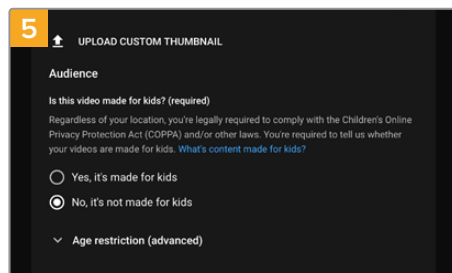 5
UPLOAD CUSTOM THUMBNAIL
Audience
Is this video made for kids? (required)
Regardless of your location, you're legally required to comply with the Children's Online
Privacy Protection Act (COPPA) and/or other laws. You're required to tell us whether
your videos are made for kids. What's content made for kids?
Yes, it's made for kids
No, it's not made for kids
Age restriction (advanced)